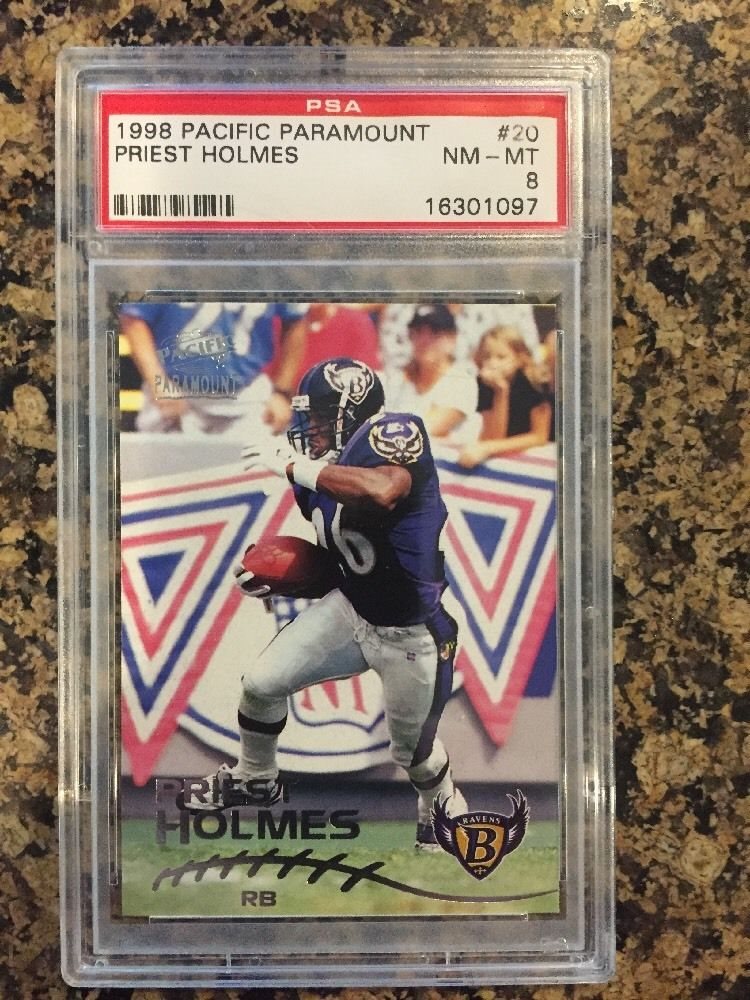 PSA
1998 PACIFIC PARAMOUNT #20
PRIEST HOLMES NM-MT
8
16301097
PACIFIC
PARAMOUNT
B
26
PRIEST
HOLMES
RAVENS
B
RB